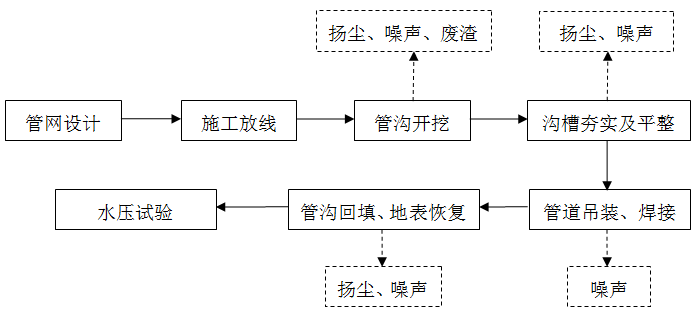 扬尘、噪声、废渣
扬尘、噪声
管网设计
施工放线
管沟开挖
沟槽夯实及平整
水压试验
管沟回填、地表恢复
管道吊装、焊接
扬尘、噪声
噪声